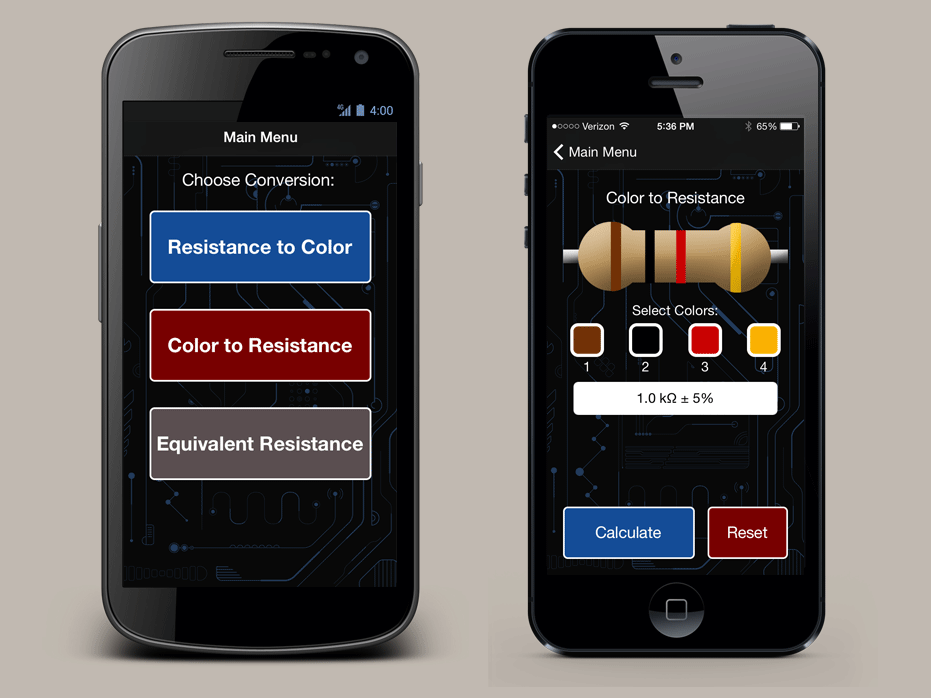 4G 4:00
Main Menu
Choose Conversion:
Resistance to Color
Color to Resistance
Equivalent Resistance
Verizon 5:36 PM 65%
Main Menu
Color to Resistance
Select Colors:
1 2 3 4
1.0 kΩ ± 5%
Calculate Reset